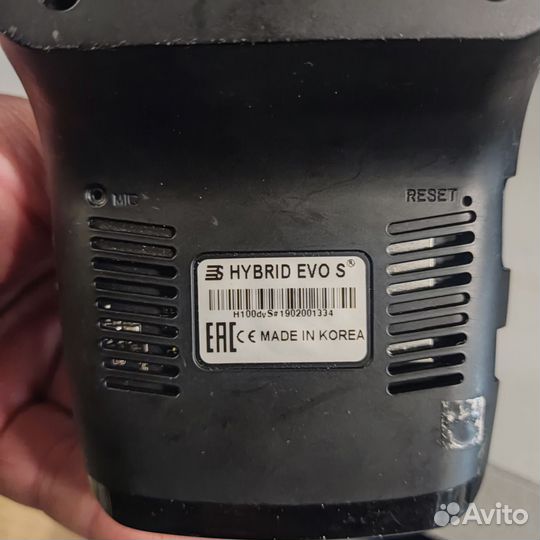 MIC
RESET
HYBRID EVO S®
H100dvS#1902001334
EAC CE MADE IN KOREA
Avito